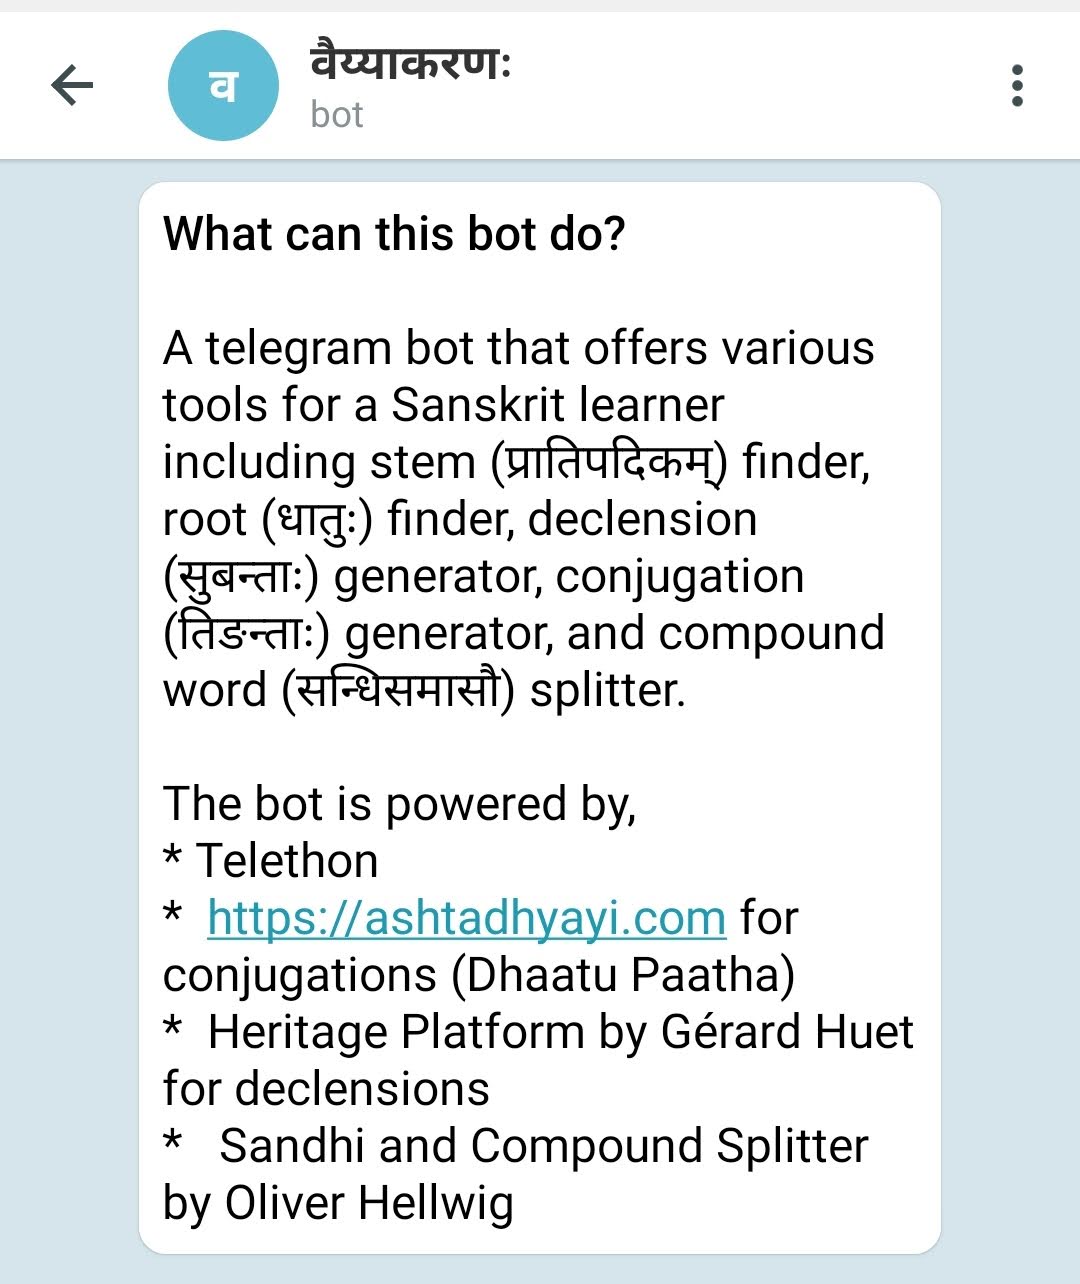 व
वैय्याकरणः
bot
What can this bot do?
A telegram bot that offers various
tools for a Sanskrit learner
including stem (प्रातिपदिकम्) finder,
root (धातुः) finder, declension
(सुबन्ताः) generator, conjugation
(तिङन्ताः) generator, and compound
word (सन्धिसमासौ) splitter.
The bot is powered by,
* Telethon
*  https://ashtadhyayi.com for
conjugations (Dhaatu Paatha)
*  Heritage Platform by Gérard Huet
for declensions
*   Sandhi and Compound Splitter
by Oliver Hellwig